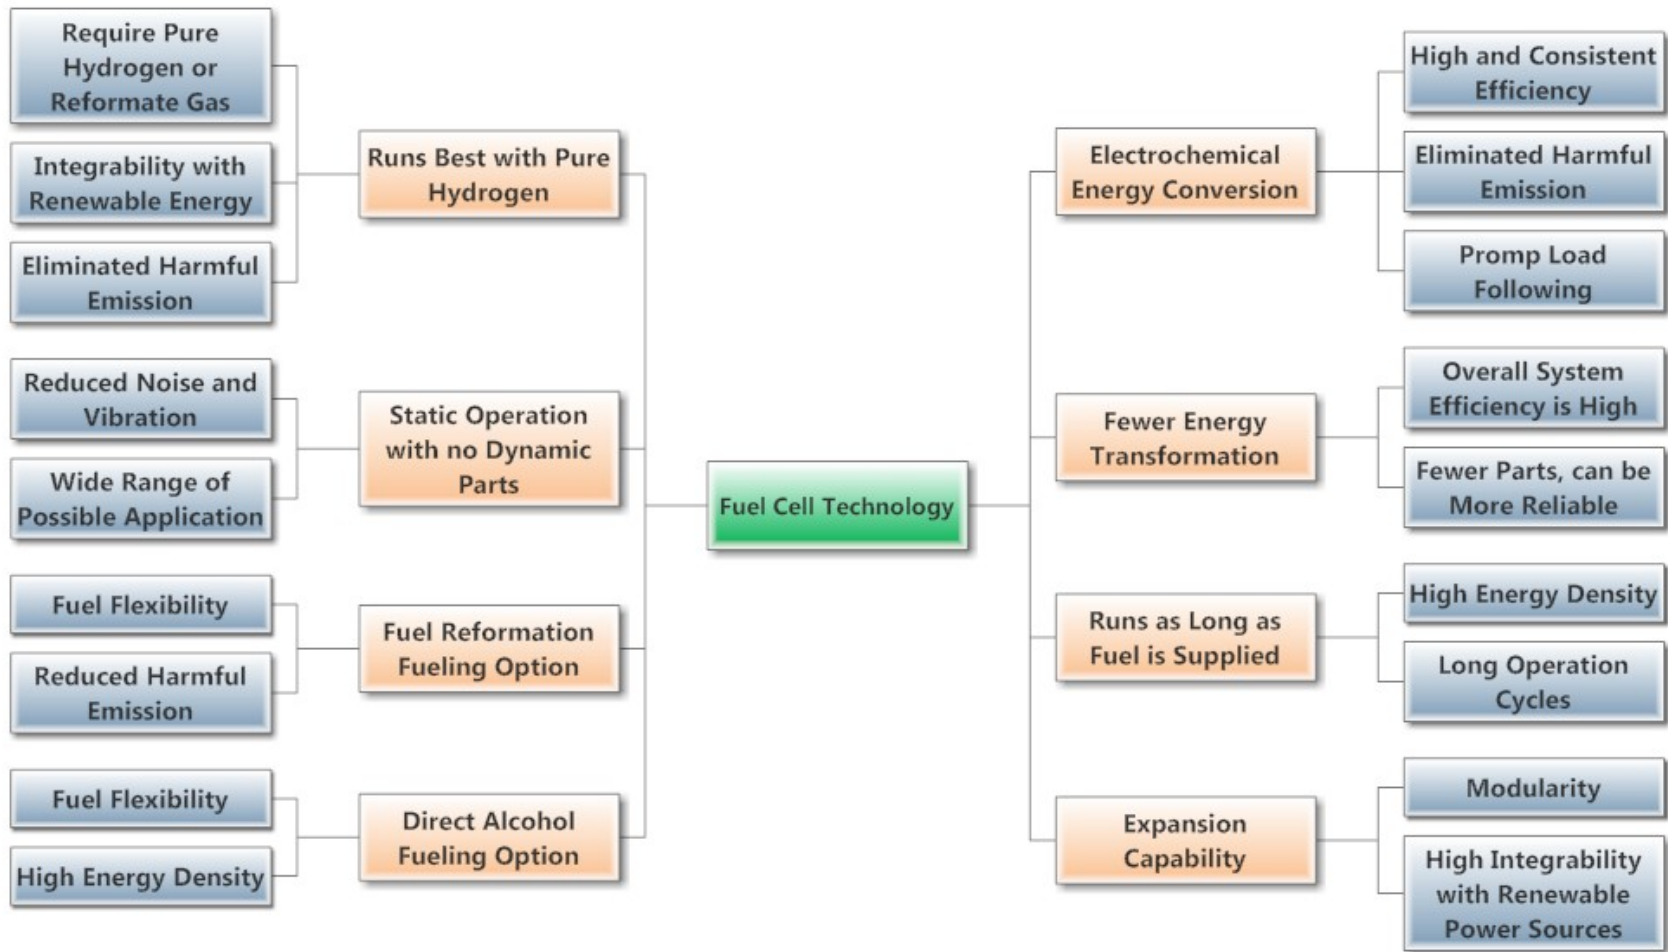 Require Pure
Hydrogen or
Reformate Gas
Integrability with
Renewable Energy
Eliminated Harmful
Emission
Runs Best with Pure
Hydrogen
Reduced Noise and
Vibration
Wide Range of
Possible Application
Static Operation
with no Dynamic
Parts
Fuel Flexibility
Reduced Harmful
Emission
Fuel Reformation
Fueling Option
Fuel Flexibility
High Energy Density
Direct Alcohol
Fueling Option
Fuel Cell Technology
Electrochemical
Energy Conversion
High and Consistent
Efficiency
Eliminated Harmful
Emission
Promp Load
Following
Fewer Energy
Transformation
Overall System
Efficiency is High
Fewer Parts, can be
More Reliable
Runs as Long as
Fuel is Supplied
High Energy Density
Long Operation
Cycles
Expansion
Capability
Modularity
High Integrability
with Renewable
Power Sources